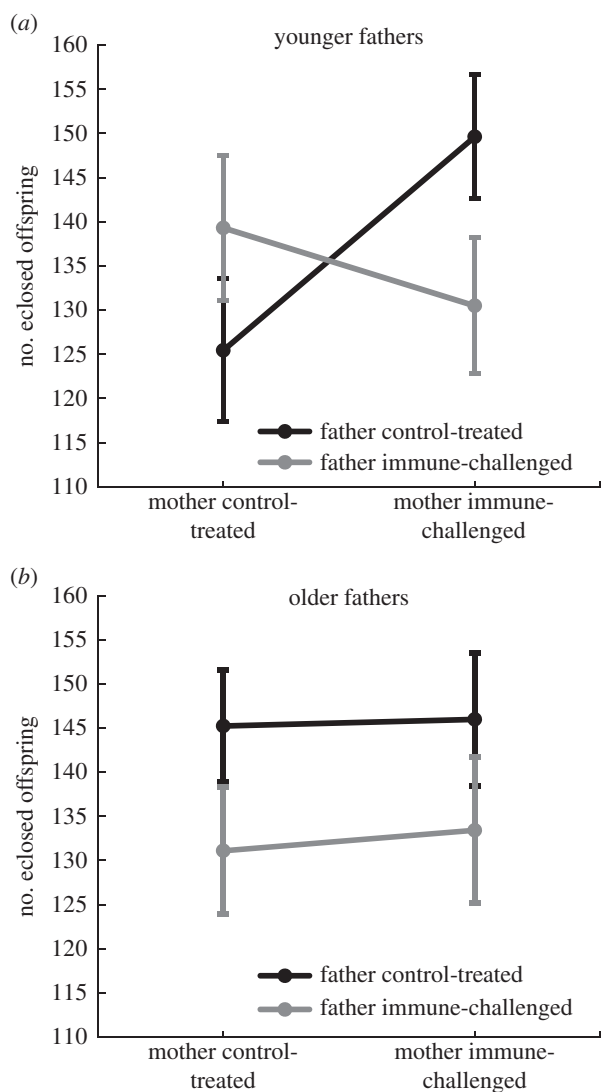 (a)
younger fathers
160
155
150
145
140
135
130
125
120
115
110
no. eclosed offspring
father control-treated
father immune-challenged
mother control-
treated
mother immune-
challenged
(b)
older fathers
160
155
150
145
140
135
130
125
120
115
110
no. eclosed offspring
father control-treated
father immune-challenged
mother control-
treated
mother immune-
challenged